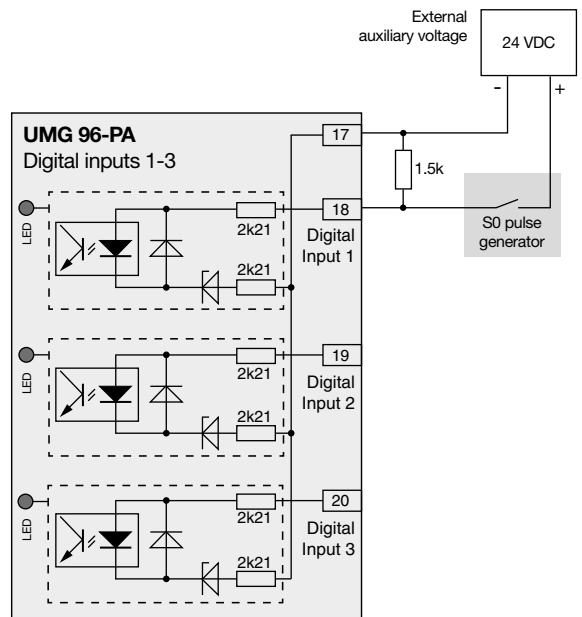 External
auxiliary voltage
24 VDC
- +
UMG 96-PA
Digital inputs 1-3
17
1.5k
LED
2k21
18
Digital
Input 1
S0 pulse
generator
2k21
LED
2k21
19
Digital
Input 2
2k21
LED
2k21
20
Digital
Input 3
2k21